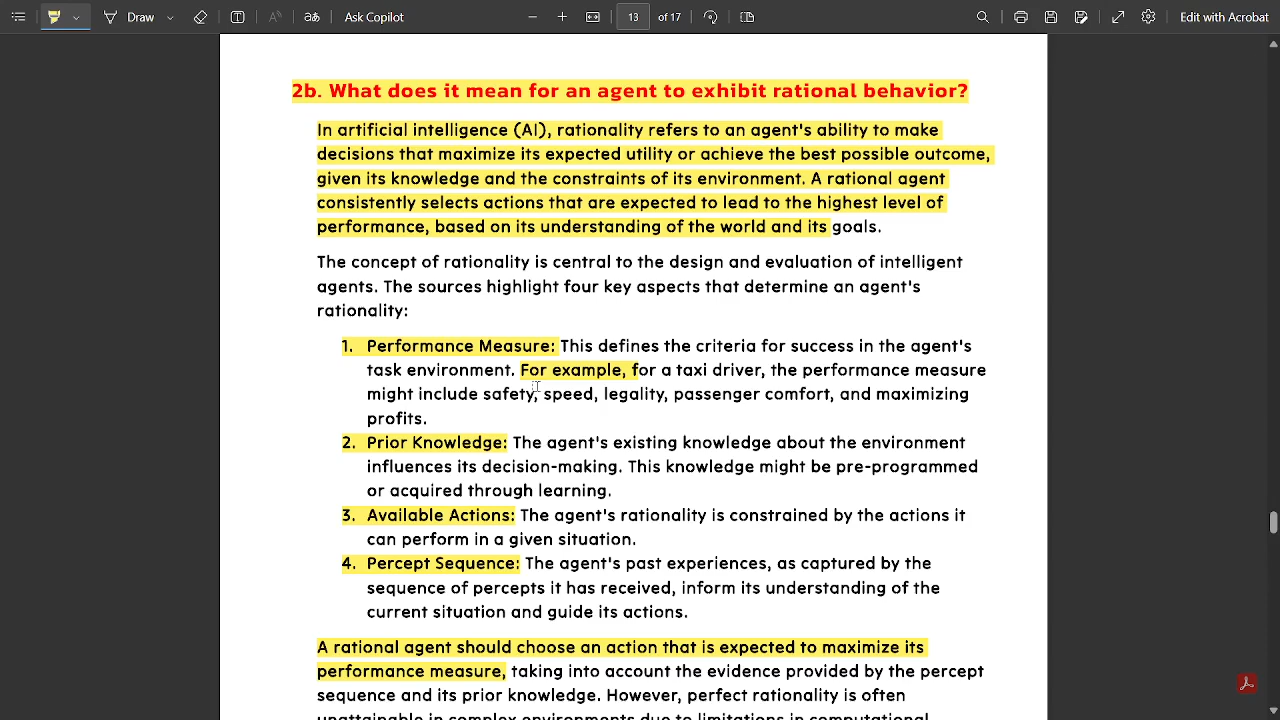 Draw
Ask Copilot
13 of 17
Edit with Acrobat
2b. What does it mean for an agent to exhibit rational behavior?
In artificial intelligence (AI), rationality refers to an agent's ability to make
decisions that maximize its expected utility or achieve the best possible outcome,
given its knowledge and the constraints of its environment. A rational agent
consistently selects actions that are expected to lead to the highest level of
performance, based on its understanding of the world and its goals.
The concept of rationality is central to the design and evaluation of intelligent
agents. The sources highlight four key aspects that determine an agent's
rationality:
1. Performance Measure: This defines the criteria for success in the agent's
task environment. For example, for a taxi driver, the performance measure
might include safety, speed, legality, passenger comfort, and maximizing
profits.
2. Prior Knowledge: The agent's existing knowledge about the environment
influences its decision-making. This knowledge might be pre-programmed
or acquired through learning.
3. Available Actions: The agent's rationality is constrained by the actions it
can perform in a given situation.
4. Percept Sequence: The agent's past experiences, as captured by the
sequence of percepts it has received, inform its understanding of the
current situation and guide its actions.
A rational agent should choose an action that is expected to maximize its
performance measure, taking into account the evidence provided by the percept
sequence and its prior knowledge. However, perfect rationality is often
unattainable in complex environments due to limitations in computational